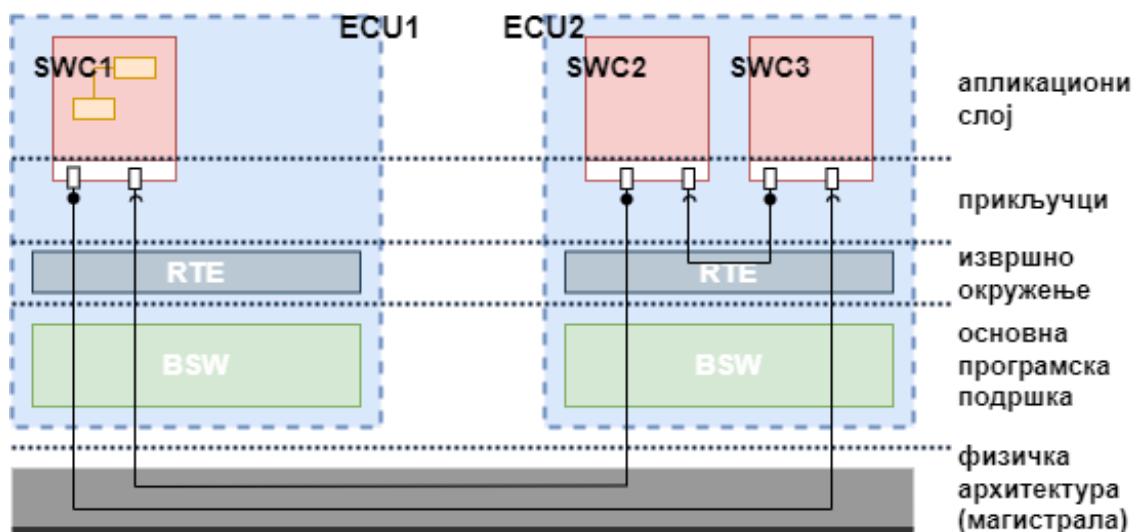 ECU1
ECU2
SWC1
SWC2
SWC3
апликациони
слој
прикључци
RTE
RTE
извршно
окружење
BSW
BSW
основна
програмска
подршка
физичка
архитектура
(магистрала)